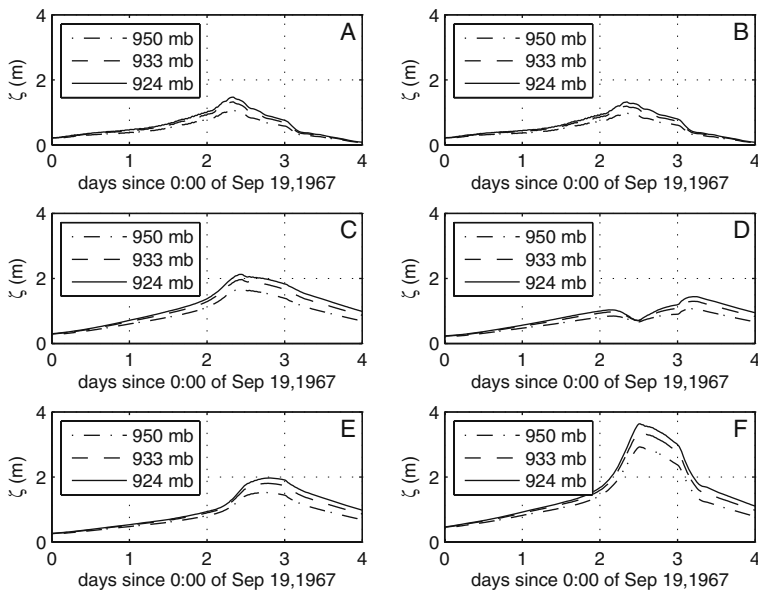 A
4
2
0
ζ (m)
950 mb
933 mb
924 mb
0 1 2 3 4
days since 0:00 of Sep 19,1967
B
4
2
0
ζ (m)
950 mb
933 mb
924 mb
0 1 2 3 4
days since 0:00 of Sep 19,1967
C
4
2
0
ζ (m)
950 mb
933 mb
924 mb
0 1 2 3 4
days since 0:00 of Sep 19,1967
D
4
2
0
ζ (m)
950 mb
933 mb
924 mb
0 1 2 3 4
days since 0:00 of Sep 19,1967
E
4
2
0
ζ (m)
950 mb
933 mb
924 mb
0 1 2 3 4
days since 0:00 of Sep 19,1967
F
4
2
0
ζ (m)
950 mb
933 mb
924 mb
0 1 2 3 4
days since 0:00 of Sep 19,1967